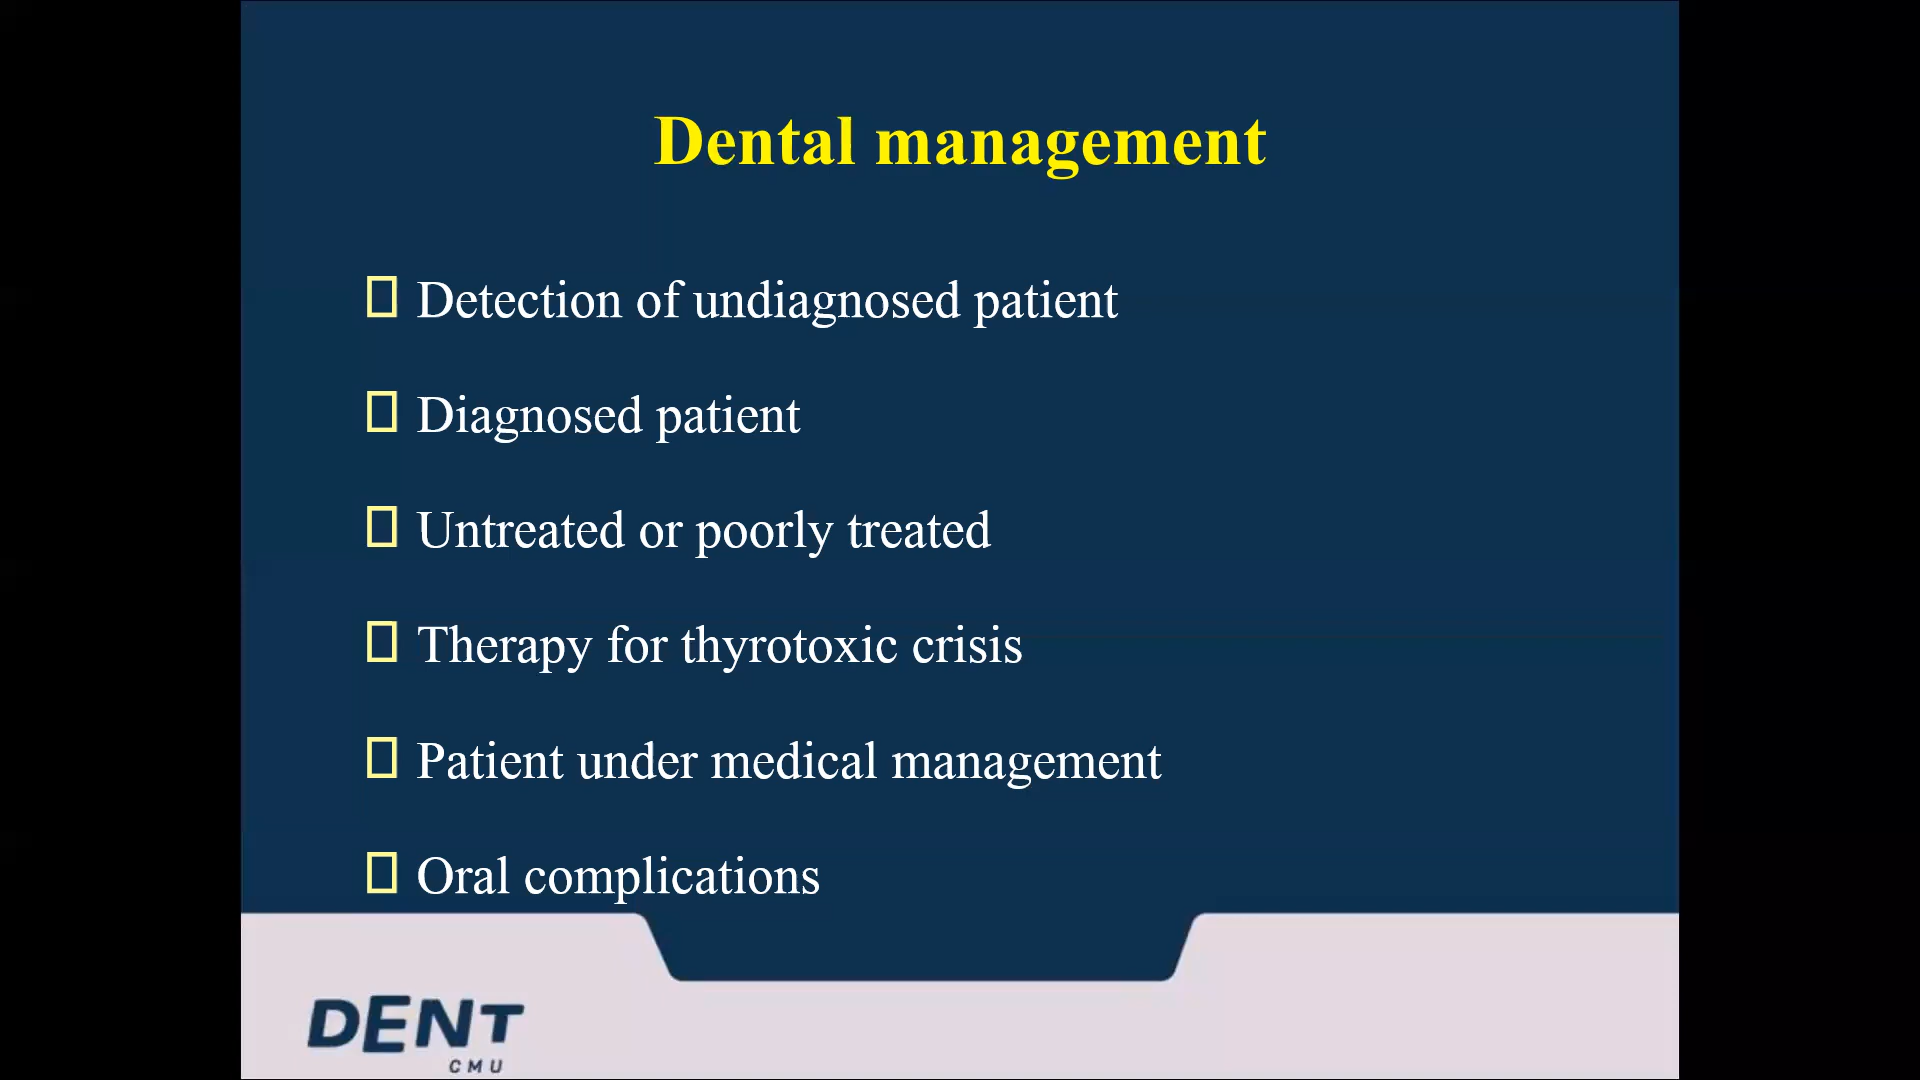 Dental management
Detection of undiagnosed patient
Diagnosed patient
Untreated or poorly treated
Therapy for thyrotoxic crisis
Patient under medical management
Oral complications
DENT
CMU